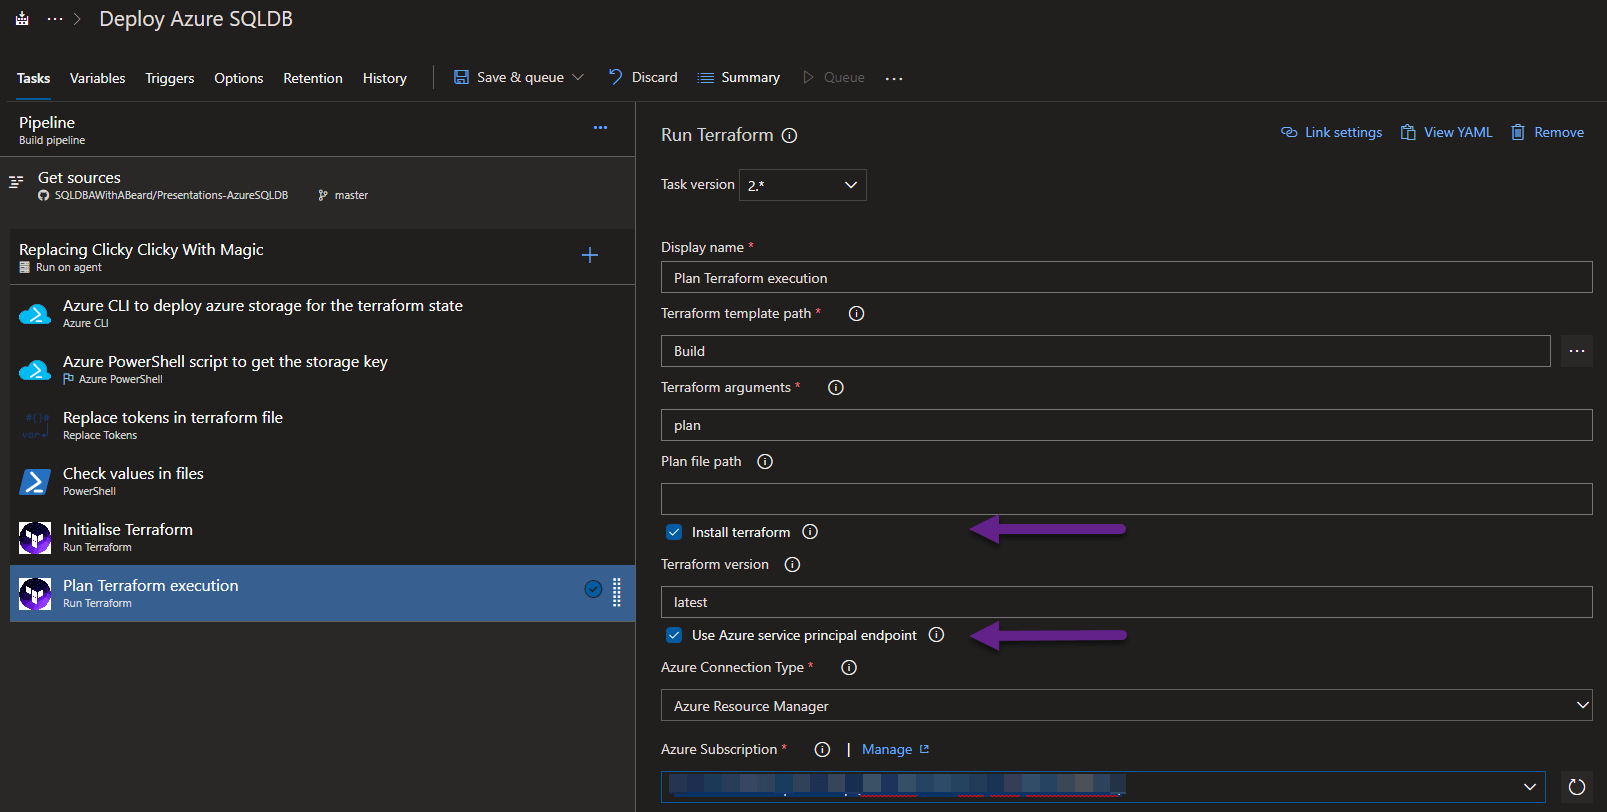 Deploy Azure SQLDB
Tasks Variables Triggers Options Retention History Save & queue Discard Summary Queue ...
Pipeline
Build pipeline
Get sources
SQLDBAWithABeard/Presentations-AzureSQLDB master
Replacing Clicky Clicky With Magic
Run on agent
Azure CLI to deploy azure storage for the terraform state
Azure CLI
Azure PowerShell script to get the storage key
Azure PowerShell
Replace tokens in terraform file
Replace Tokens
Check values in files
PowerShell
Initialise Terraform
Run Terraform
Plan Terraform execution
Run Terraform
Run Terraform
Link settings View YAML Remove
Task version 2.*
Display name *
Plan Terraform execution
Terraform template path *
Build
Terraform arguments *
plan
Plan file path
Install terraform
Terraform version
latest
Use Azure service principal endpoint
Azure Connection Type *
Azure Resource Manager
Azure Subscription * | Manage